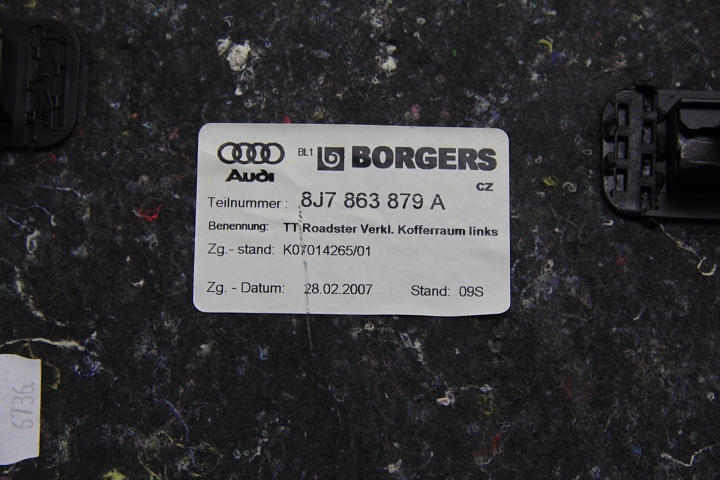 Audi BL1 BORGERS
CZ
Teilnummer: 8J7 863 879 A
Benennung: TT Roadster Verkl. Kofferraum links
Zg.- stand: K07014265/01
Zg. - Datum: 28.02.2007 Stand: 09S
6736